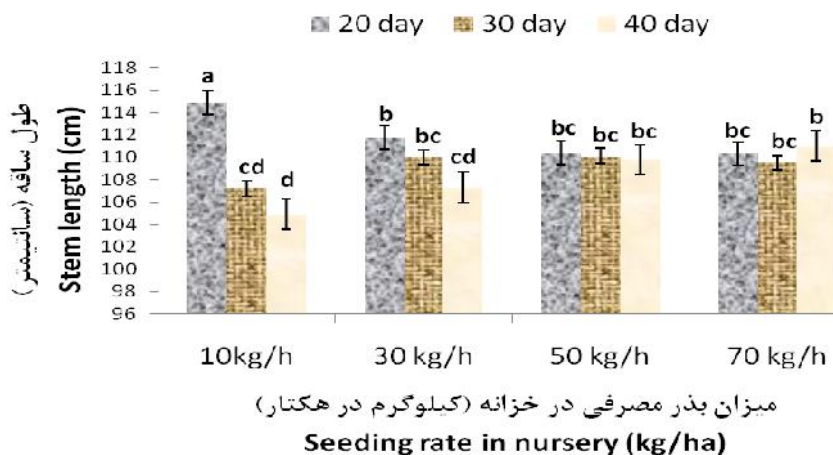 20 day 30 day 40 day
طول ساقه (سانتیمتر)
Stem length (cm)
118
116
114
112
110
108
106
104
102
100
98
96
a
cd
d
b
bc
cd
bc
bc
bc
bc
bc
b
10kg/h 30 kg/h 50 kg/h 70 kg/h
میزان بذر مصرفی در خزانه (کیلوگرم در هکتار)
Seeding rate in nursery (kg/ha)